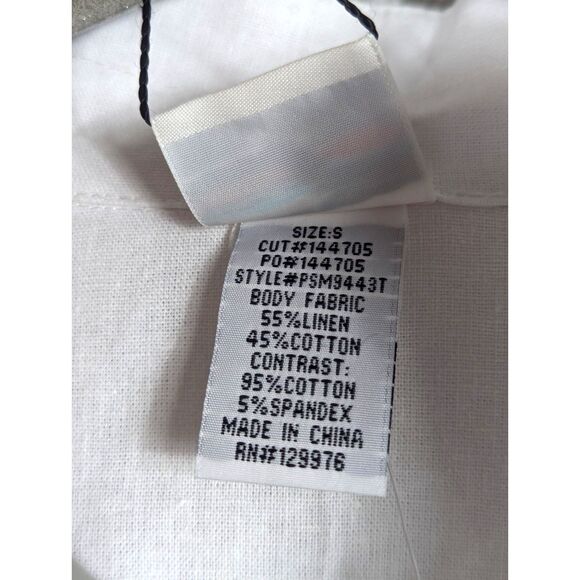 SIZE:S
CUT#144705
PO#144705
STYLE#PSM9443T
BODY FABRIC
55%LINEN
45%COTTON
CONTRAST:
95%COTTON
5%SPANDEX
MADE IN CHINA
RN#129976